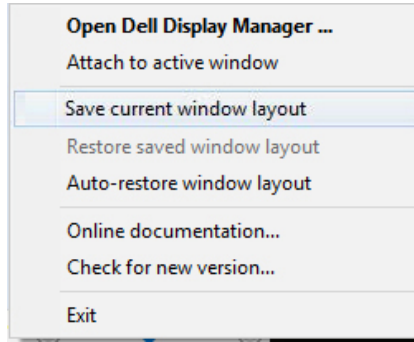 Open Dell Display Manager ...
Attach to active window
Save current window layout
Restore saved window layout
Auto-restore window layout
Online documentation...
Check for new version...
Exit